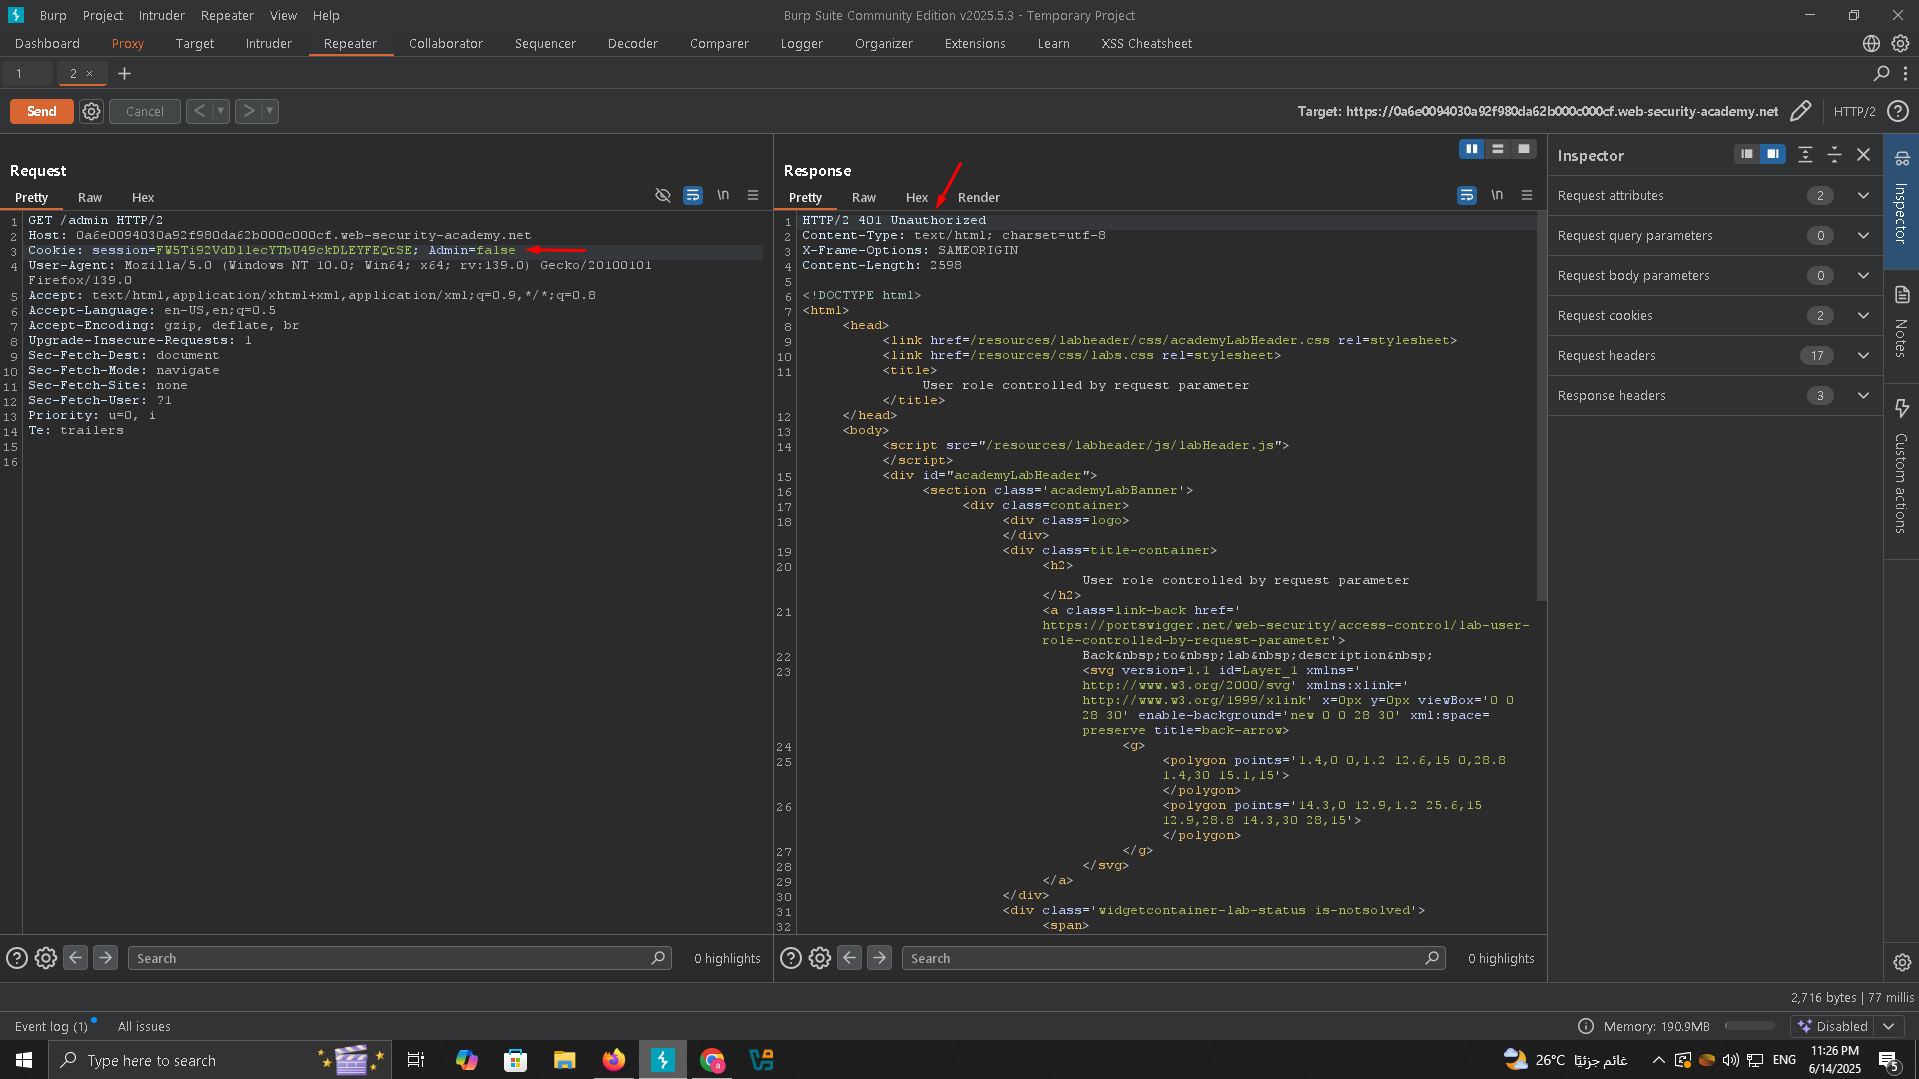 Burp Project Intruder Repeater View Help
Burp Suite Community Edition v2025.5.3 - Temporary Project
Dashboard Proxy Target Intruder Repeater Collaborator Sequencer Decoder Comparer Logger Organizer Extensions Learn XSS Cheatsheet
1 2 × +
Send Cancel < >
Target: https://0a6e0094030a92f980da62b000c000cf.web-security-academy.net HTTP/2
Request
Pretty Raw Hex \n
1 GET /admin HTTP/2
2 Host: 0a6e0094030a92f980da62b000c000cf.web-security-academy.net
3 Cookie: session=FW5Ti92VdDllecYTbU49ckDLEYFEQtSE; Admin=false
4 User-Agent: Mozilla/5.0 (Windows NT 10.0; Win64; x64; rv:139.0) Gecko/20100101
Firefox/139.0
5 Accept: text/html,application/xhtml+xml,application/xml;q=0.9,*/*;q=0.8
6 Accept-Language: en-US,en;q=0.5
7 Accept-Encoding: gzip, deflate, br
8 Upgrade-Insecure-Requests: 1
9 Sec-Fetch-Dest: document
10 Sec-Fetch-Mode: navigate
11 Sec-Fetch-Site: none
12 Sec-Fetch-User: ?1
13 Priority: u=0, i
14 Te: trailers
15
16
Search 0 highlights
Response
Pretty Raw Hex Render \n
1 HTTP/2 401 Unauthorized
2 Content-Type: text/html; charset=utf-8
3 X-Frame-Options: SAMEORIGIN
4 Content-Length: 2598
5
6 <!DOCTYPE html>
7 <html>
8 <head>
9 <link href=/resources/labheader/css/academyLabHeader.css rel=stylesheet>
10 <link href=/resources/css/labs.css rel=stylesheet>
11 <title>
User role controlled by request parameter
</title>
12 </head>
13 <body>
14 <script src="/resources/labheader/js/labHeader.js">
</script>
15 <div id="academyLabHeader">
16 <section class='academyLabBanner'>
17 <div class=container>
18 <div class=logo>
</div>
19 <div class=title-container>
20 <h2>
User role controlled by request parameter
</h2>
21 <a class=link-back href='
https://portswigger.net/web-security/access-control/lab-user-
role-controlled-by-request-parameter'>
22 Back&nbsp;to&nbsp;lab&nbsp;description&nbsp;
23 <svg version=1.1 id=Layer_1 xmlns='
http://www.w3.org/2000/svg' xmlns:xlink='
http://www.w3.org/1999/xlink' x=0px y=0px viewBox='0 0
28 30' enable-background='new 0 0 28 30' xml:space=
preserve title=back-arrow>
24 <g>
25 <polygon points='1.4,0 0,1.2 12.6,15 0,28.8
1.4,30 15.1,15'>
</polygon>
26 <polygon points='14.3,0 12.9,1.2 25.6,15
12.9,28.8 14.3,30 28,15'>
</polygon>
27 </g>
28 </svg>
29 </a>
30 </div>
31 <div class='widgetcontainer-lab-status is-notsolved'>
32 <span>
Search 0 highlights
Inspector
Request attributes 2
Request query parameters 0
Request body parameters 0
Request cookies 2
Request headers 17
Response headers 3
Inspector
Notes
Custom actions
2,716 bytes | 77 millis
Event log (1) All issues
Memory: 190.9MB Disabled
Type here to search
26°C غائم جزئيًا
ENG
11:26 PM
6/14/2025
5